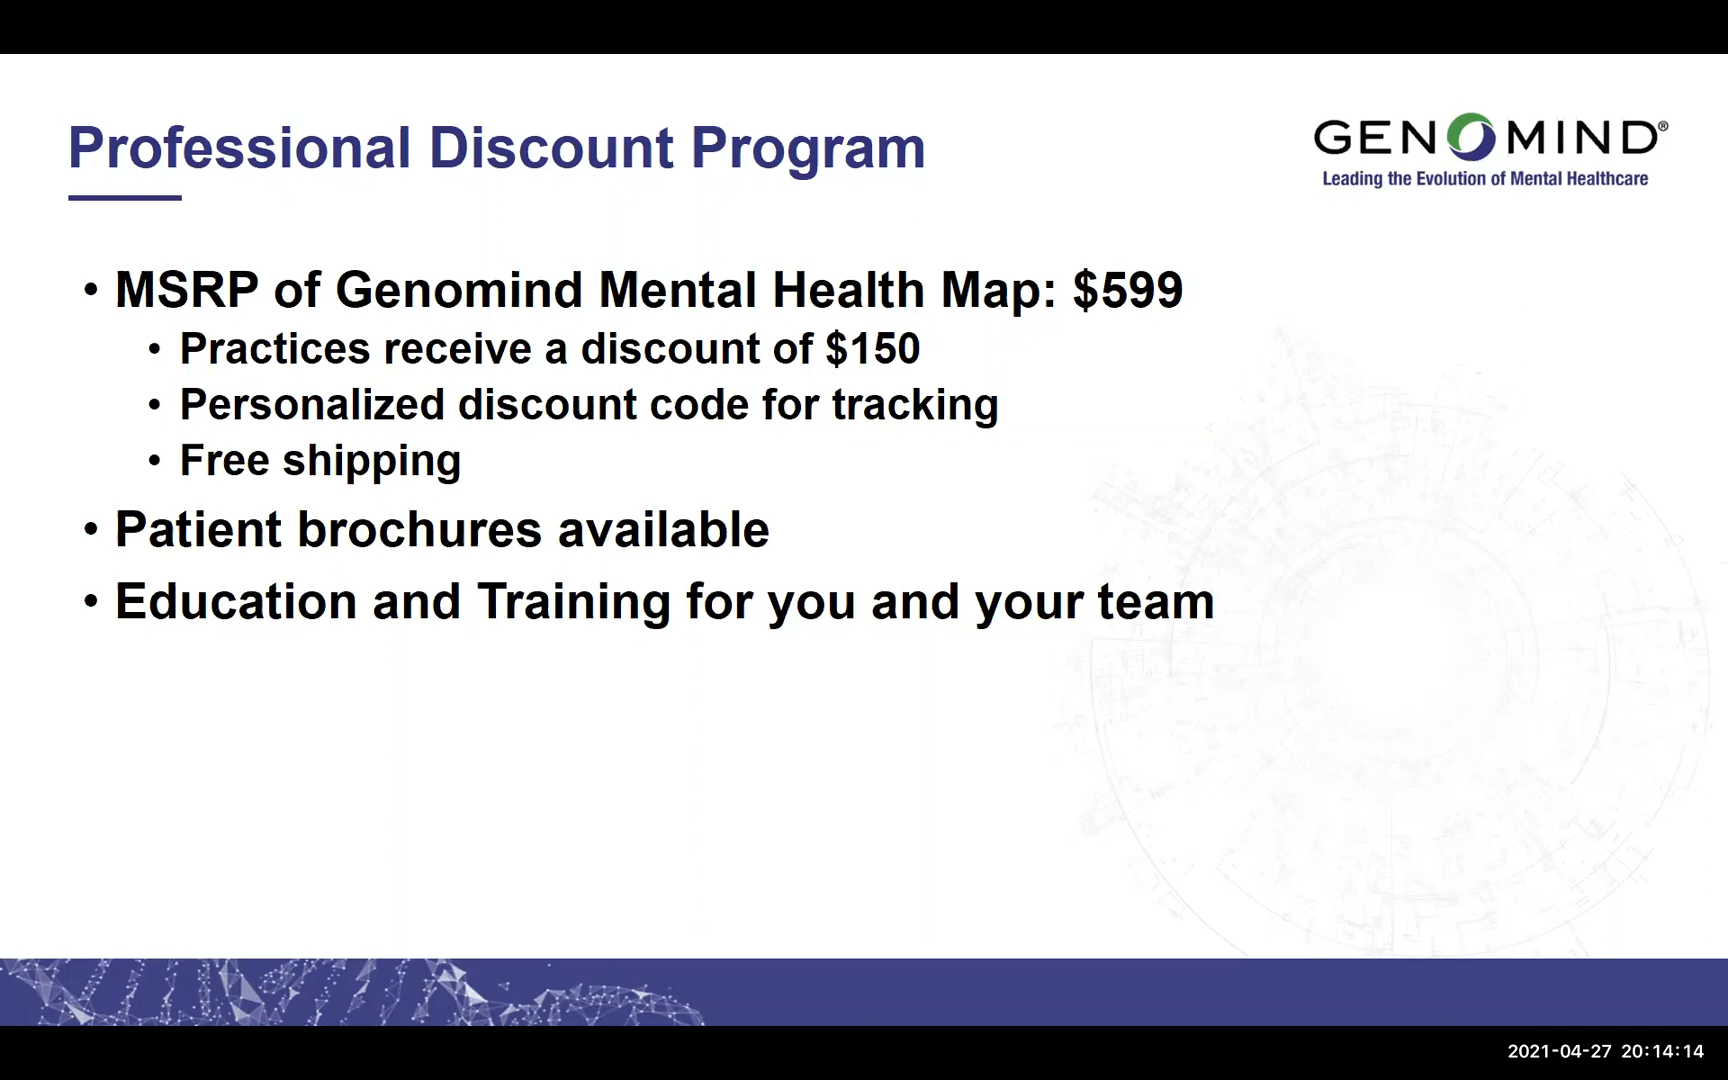 Professional Discount Program
GENOMIND®
Leading the Evolution of Mental Healthcare
• MSRP of Genomind Mental Health Map: $599
• Practices receive a discount of $150
• Personalized discount code for tracking
• Free shipping
• Patient brochures available
• Education and Training for you and your team
2021-04-27 20:14:14